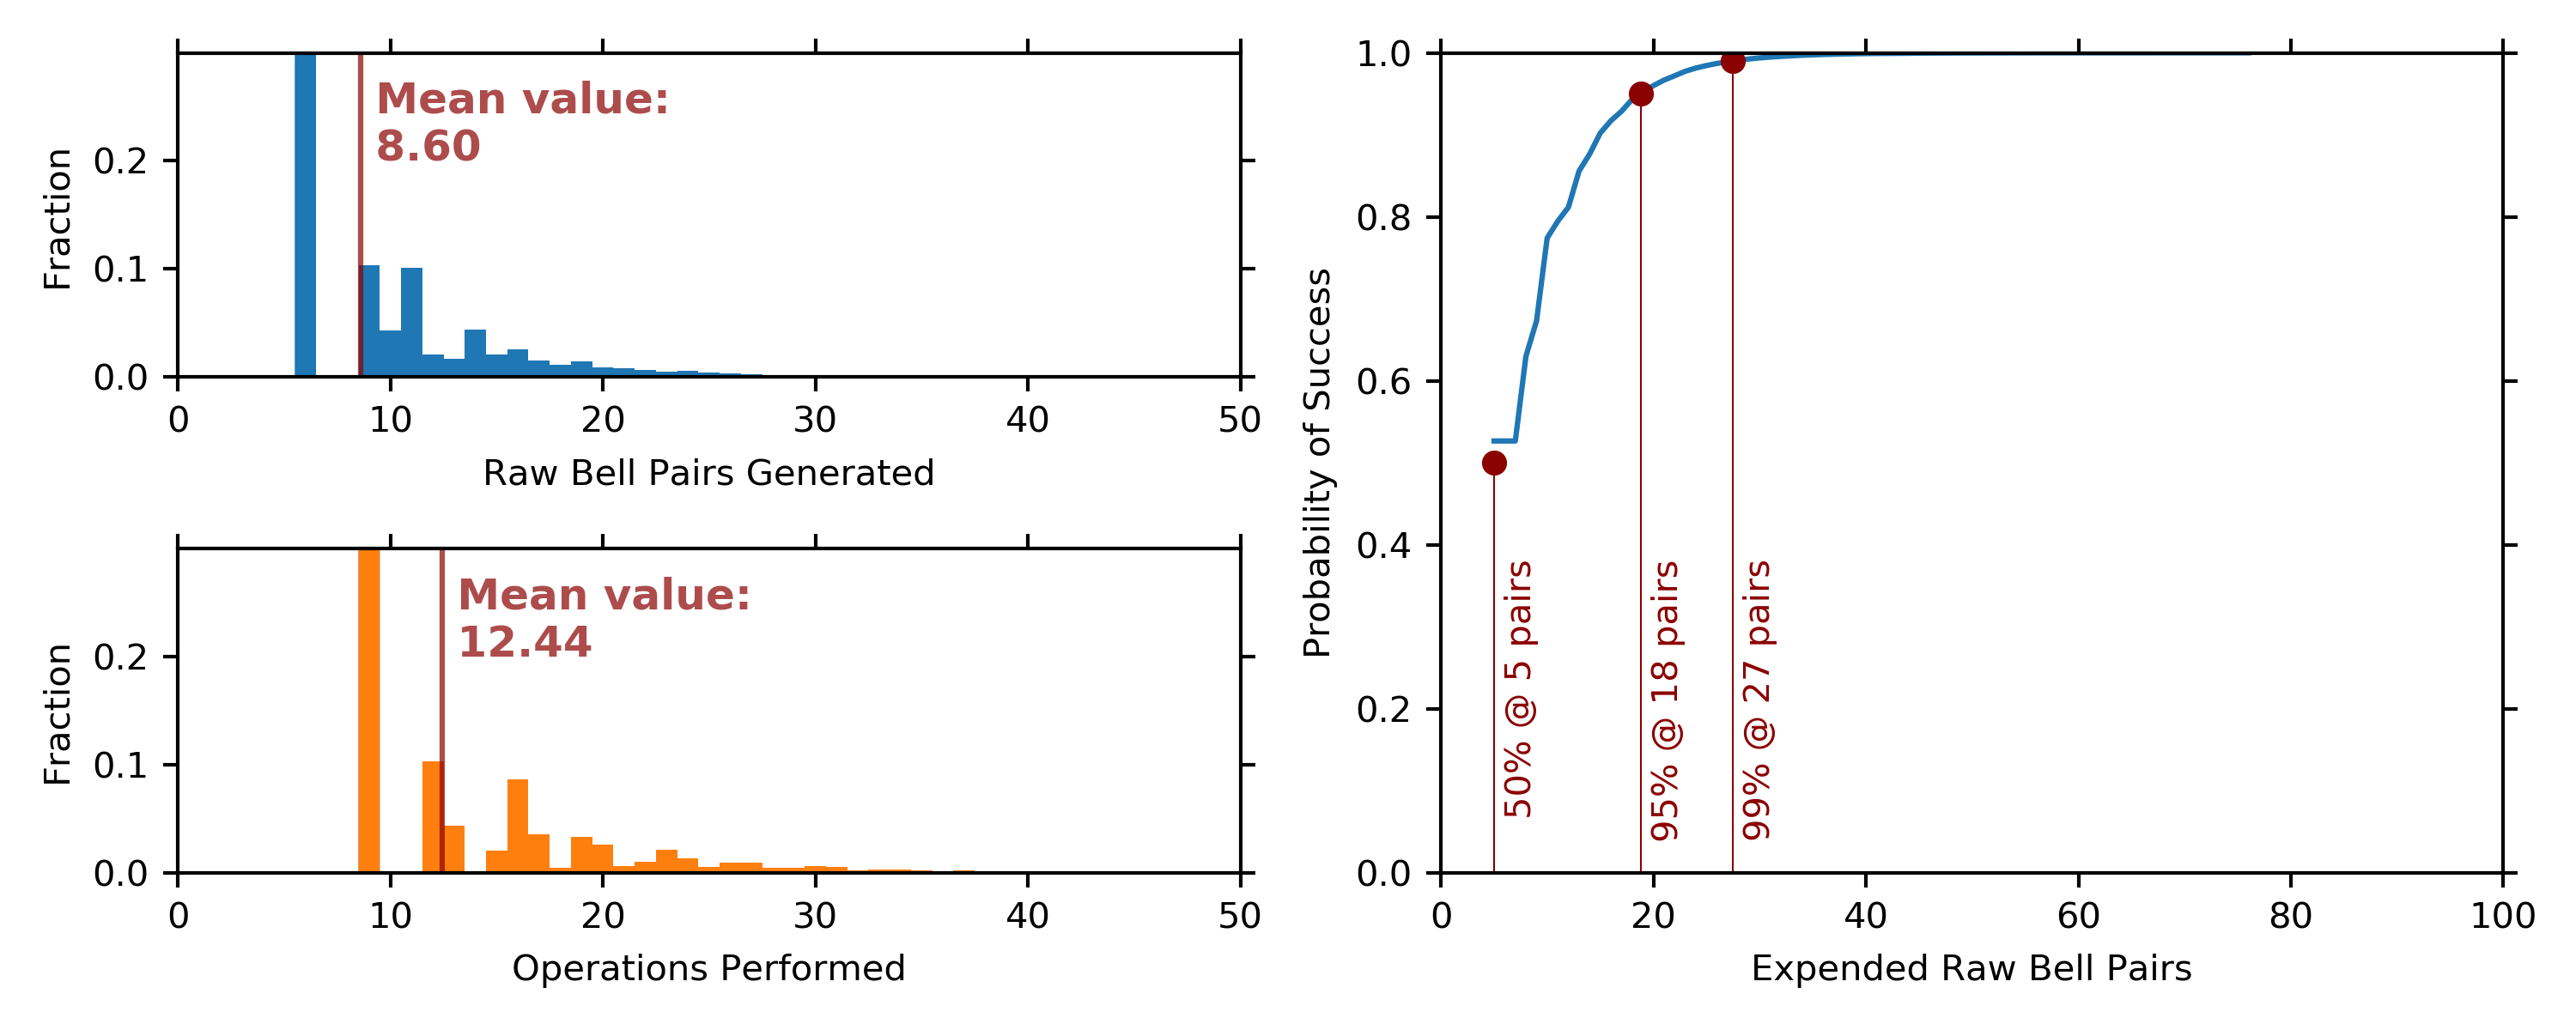 Mean value:
8.60
Fraction
0.2
0.1
0.0
0 10 20 30 40 50
Raw Bell Pairs Generated
Mean value:
12.44
Fraction
0.2
0.1
0.0
0 10 20 30 40 50
Operations Performed
Probability of Success
1.0
0.8
0.6
0.4
0.2
0.0
50% @ 5 pairs
95% @ 18 pairs
99% @ 27 pairs
0 20 40 60 80 100
Expended Raw Bell Pairs